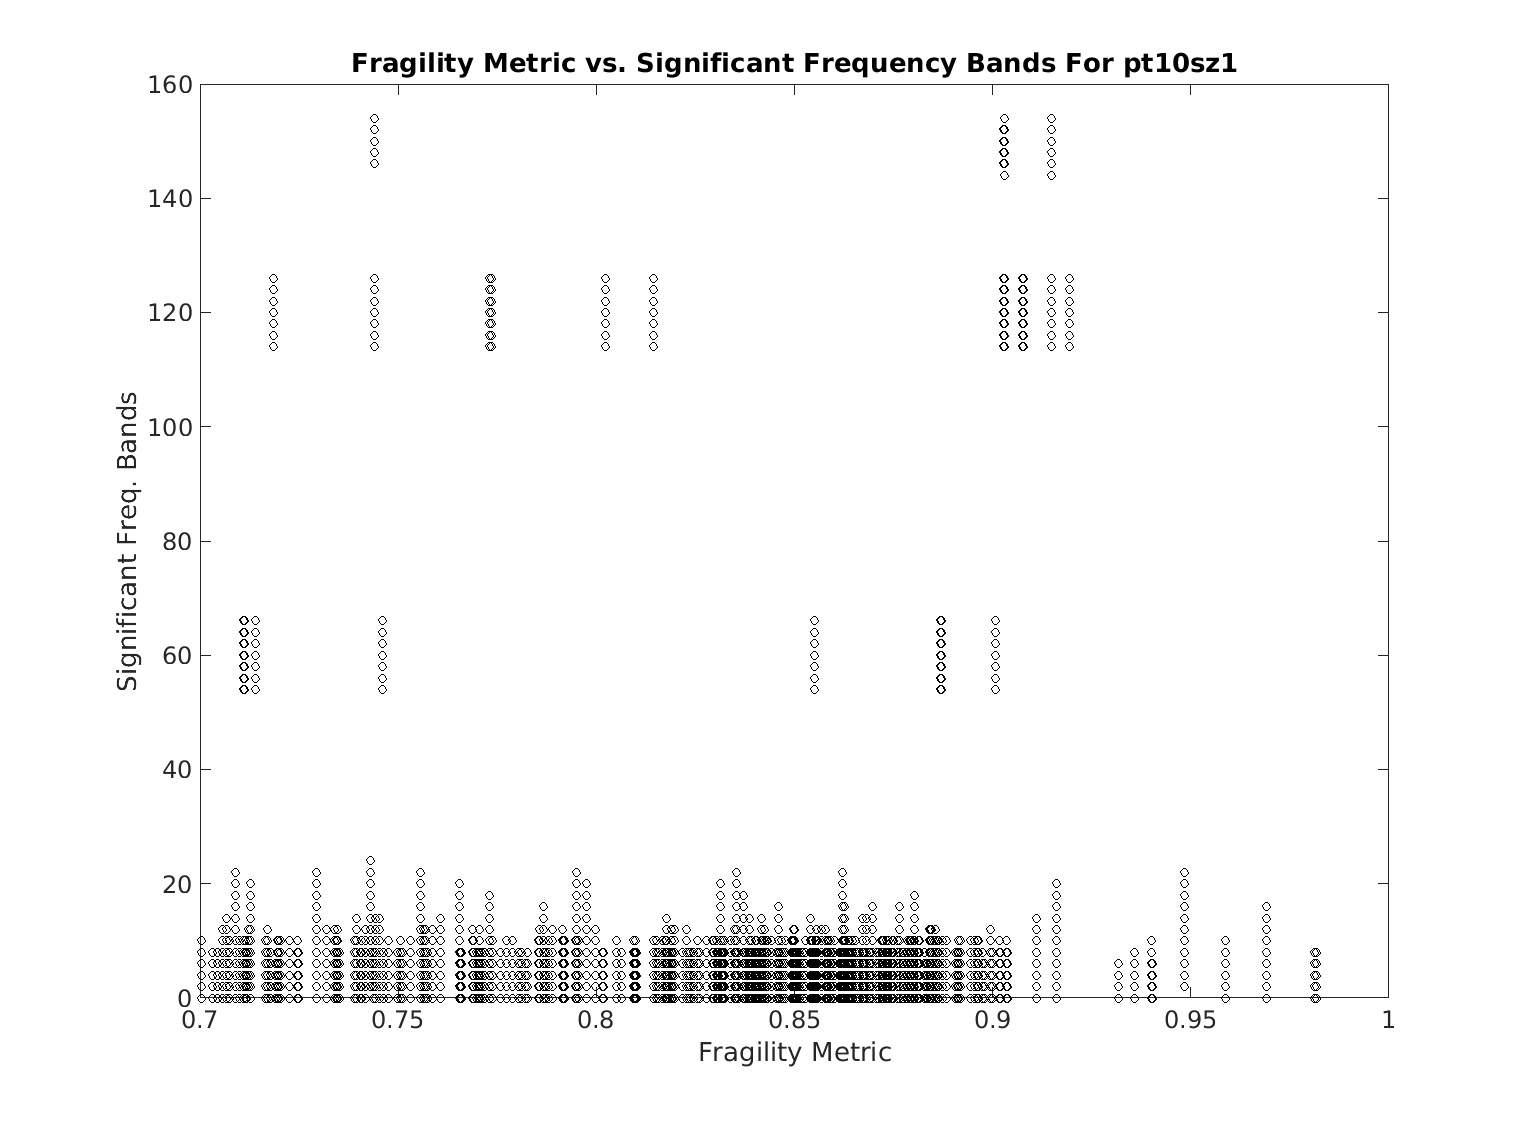 Fragility Metric vs. Significant Frequency Bands For pt10sz1
160
140
120
100
80
60
40
20
0
Significant Freq. Bands
0.7 0.75 0.8 0.85 0.9 0.95 1
Fragility Metric